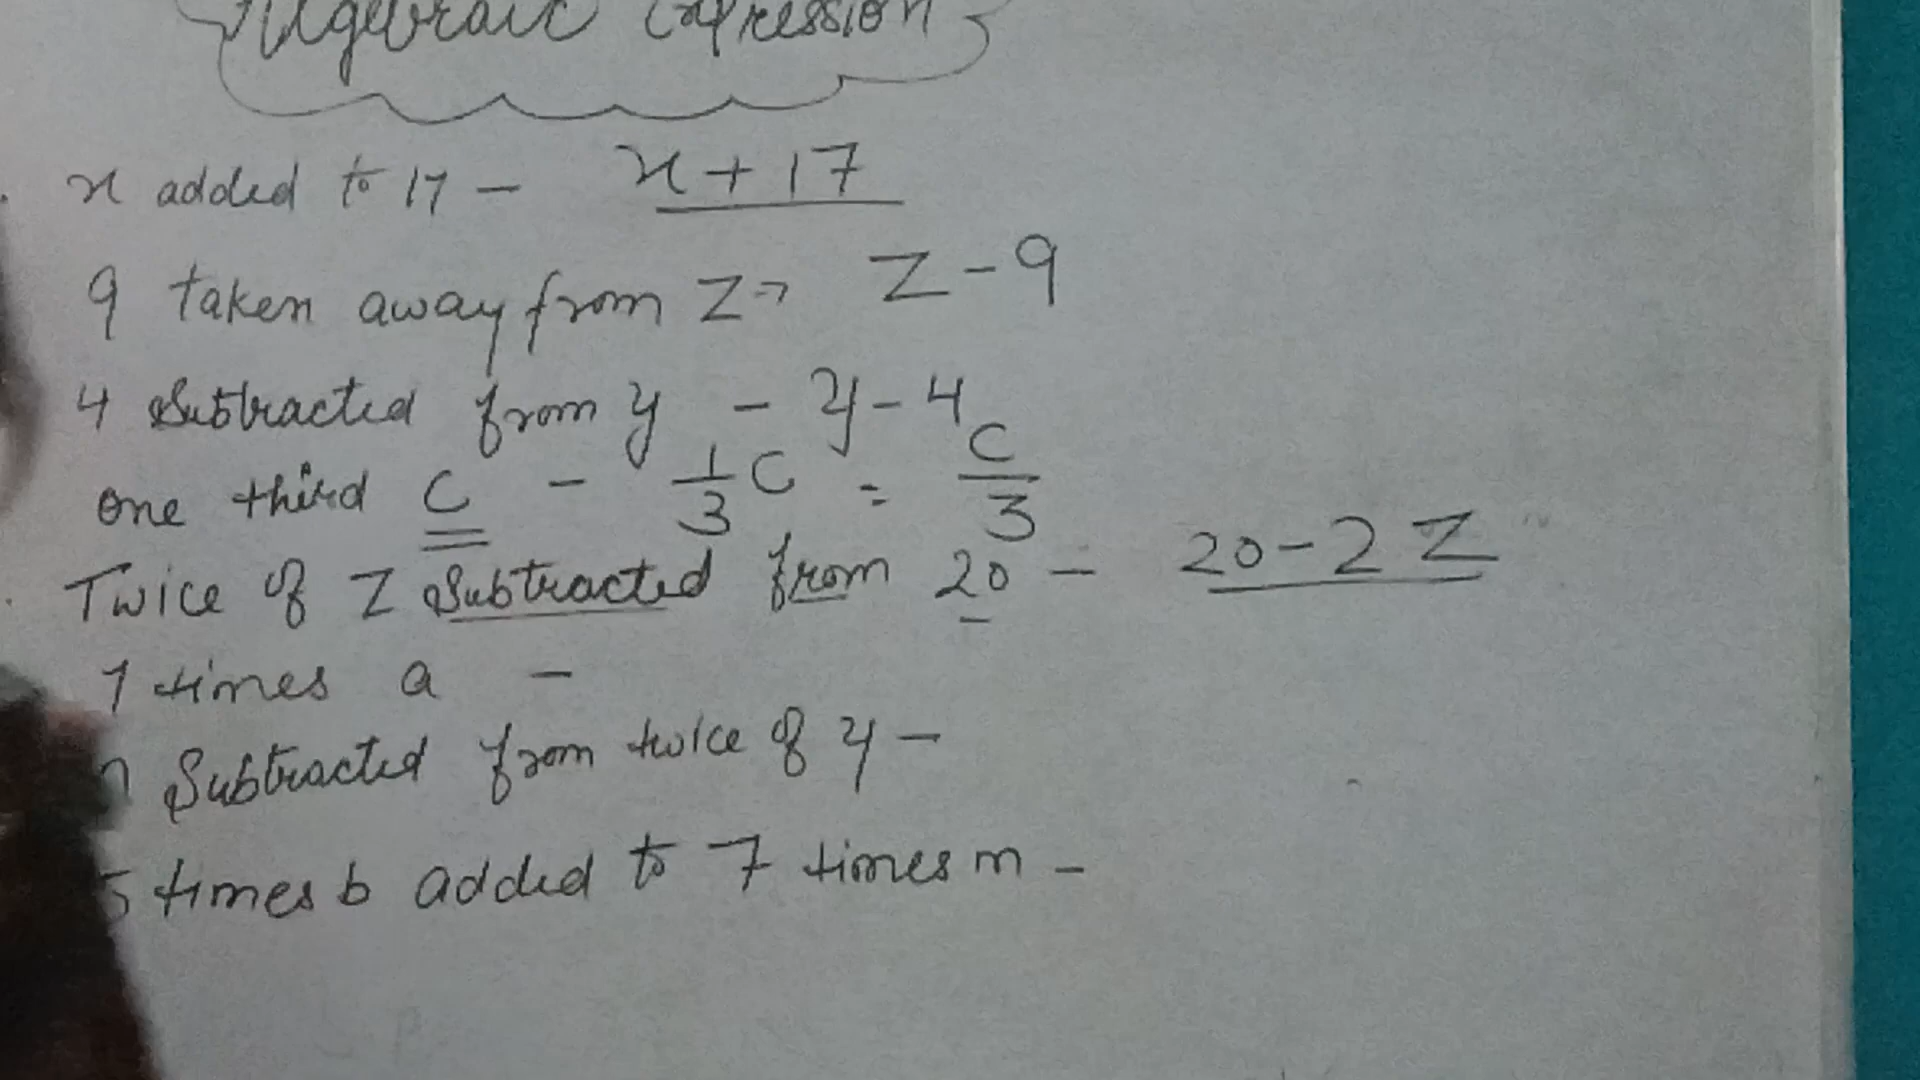 Algebraic Expression
x added to 17 - x + 17
9 taken away from Z → Z - 9
4 Subtracted from y - y - 4
one third C - 1/3 C = C/3
Twice of Z Subtracted from 20 - 20 - 2Z
7 times a -
Subtracted from twice of y -
5 times b added to 7 times m -